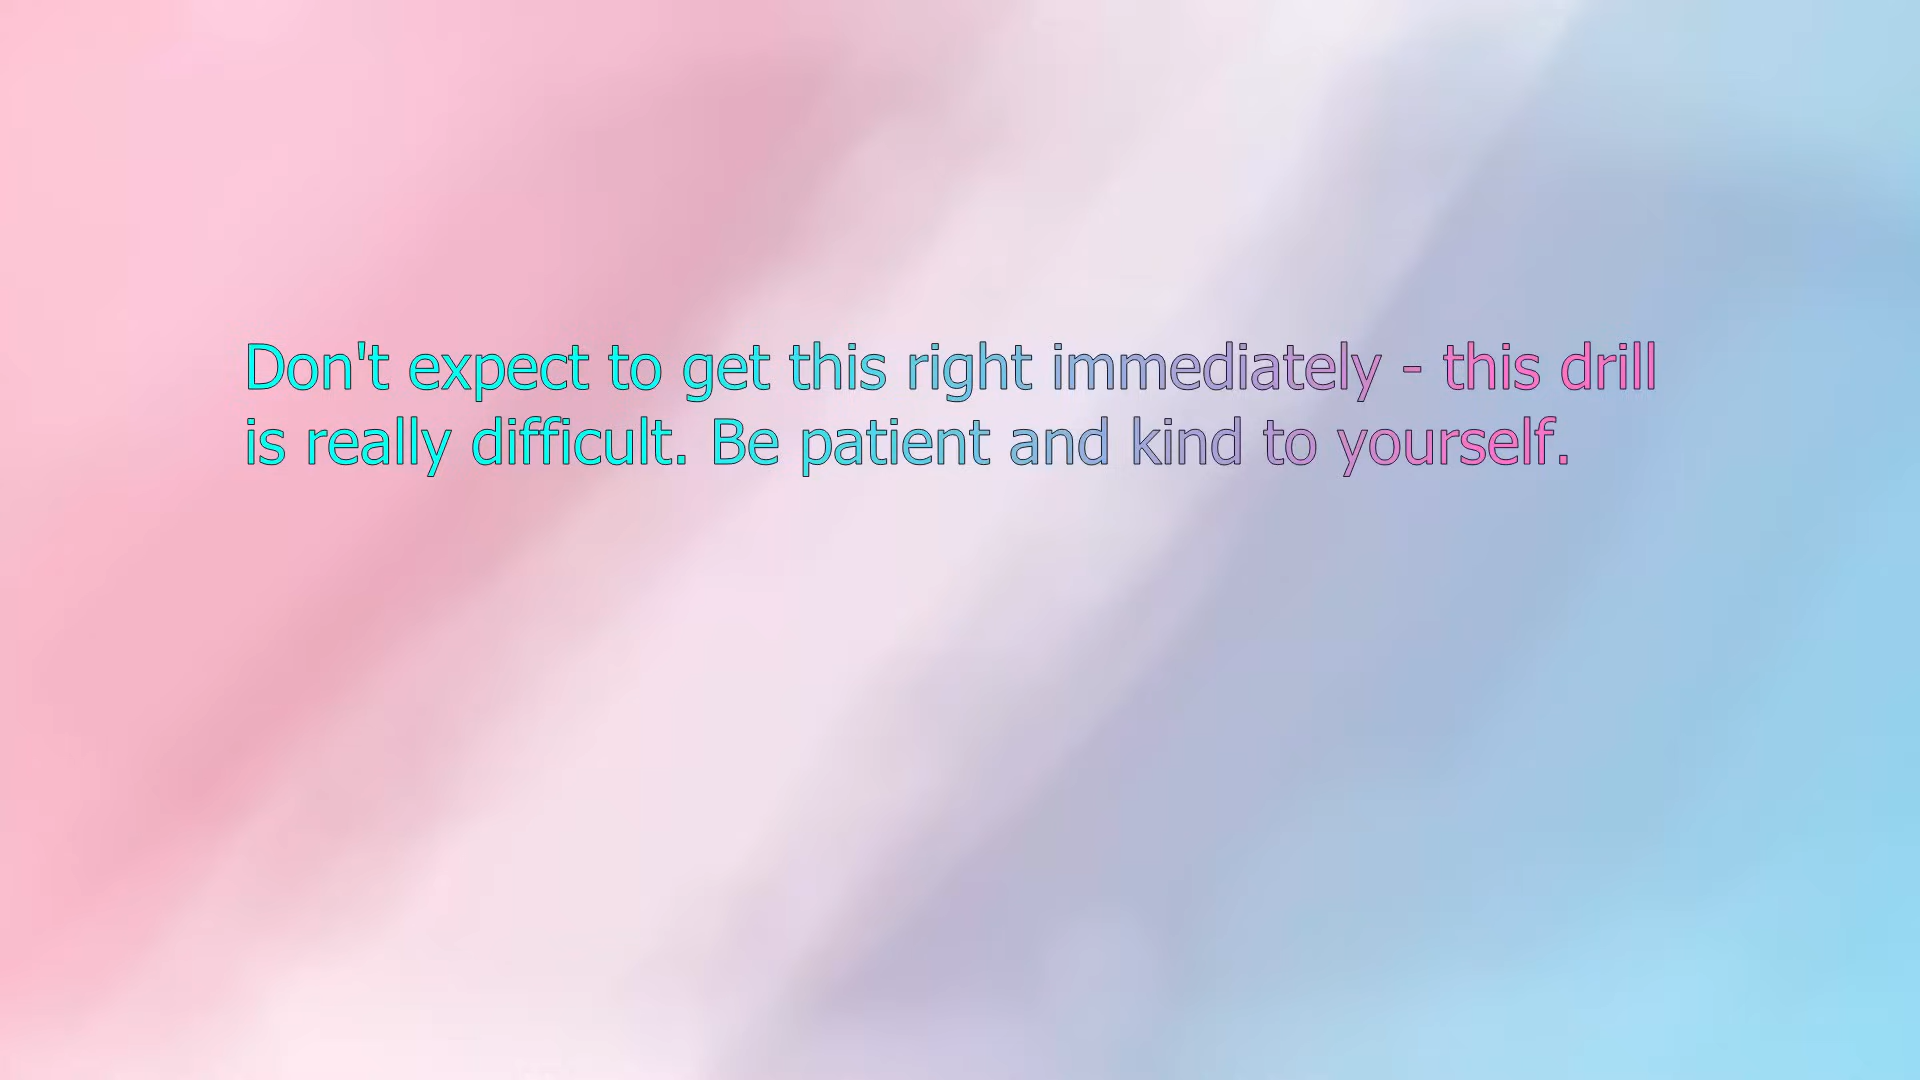 Don't expect to get this right immediately - this drill
is really difficult. Be patient and kind to yourself.